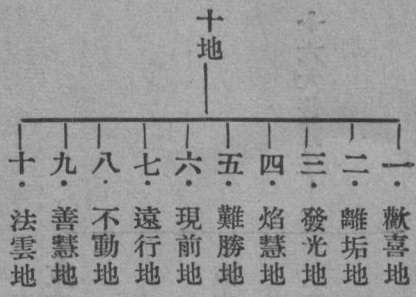 十地
一．歡喜地
二．離垢地
三．發光地
四．焰慧地
五．難勝地
六．現前地
七．遠行地
八．不動地
九．善慧地
十．法雲地